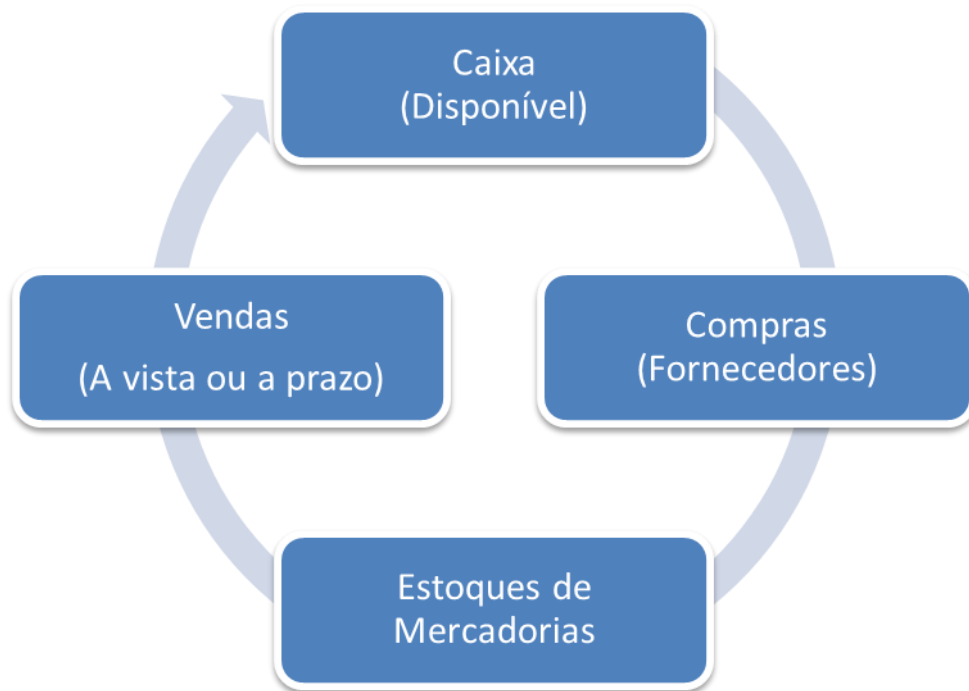 Caixa
(Disponível)
Vendas
(A vista ou a prazo)
Compras
(Fornecedores)
Estoques de
Mercadorias